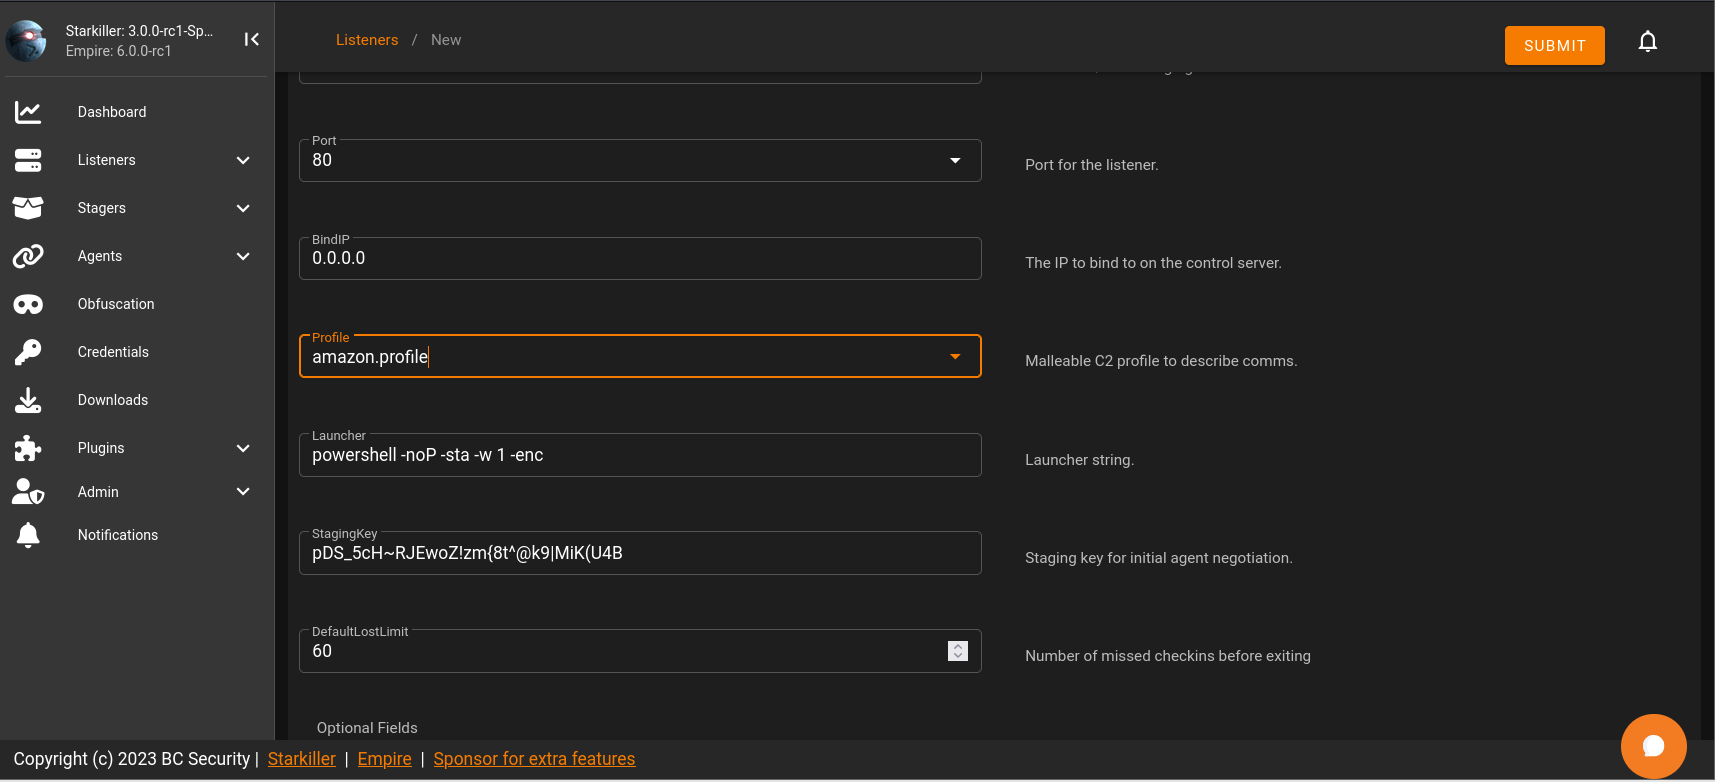 Starkiller: 3.0.0-rc1-Sp...
Empire: 6.0.0-rc1
Dashboard
Listeners
Stagers
Agents
Obfuscation
Credentials
Downloads
Plugins
Admin
Notifications
Listeners / New
SUBMIT
Port
80
Port for the listener.
BindIP
0.0.0.0
The IP to bind to on the control server.
Profile
amazon.profile
Malleable C2 profile to describe comms.
Launcher
powershell -noP -sta -w 1 -enc
Launcher string.
StagingKey
pDS_5cH~RJEwoZ!zm{8t^@k9|MiK(U4B
Staging key for initial agent negotiation.
DefaultLostLimit
60
Number of missed checkins before exiting
Optional Fields
Copyright (c) 2023 BC Security | Starkiller | Empire | Sponsor for extra features